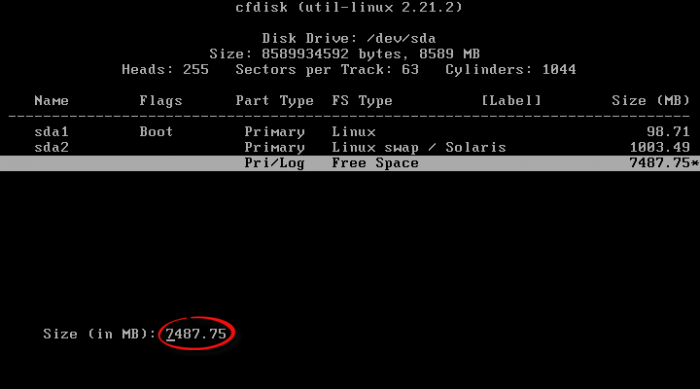 cfdisk (util-linux 2.21.2)
Disk Drive: /dev/sda
Size: 8589934592 bytes, 8589 MB
Heads: 255 Sectors per Track: 63 Cylinders: 1044
Name Flags Part Type FS Type [Label] Size (MB)
sda1 Boot Primary Linux 98.71
sda2 Primary Linux swap / Solaris 1003.49
Pri/Log Free Space 7487.75*
Size (in MB): 7487.75